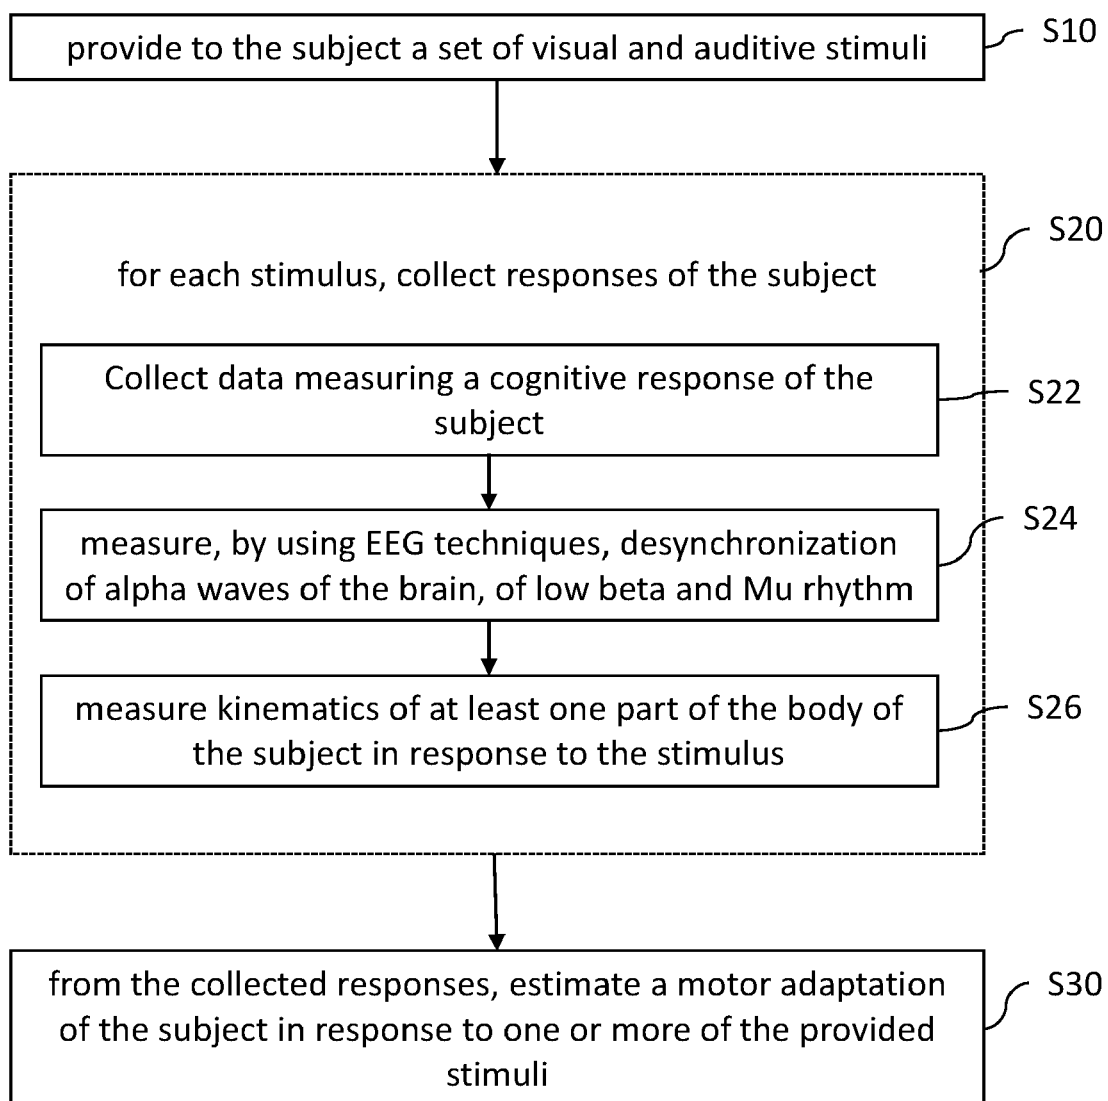 provide to the subject a set of visual and auditive stimuli
S10
S20
for each stimulus, collect responses of the subject
Collect data measuring a cognitive response of the
subject
S22
measure, by using EEG techniques, desynchronization
of alpha waves of the brain, of low beta and Mu rhythm
S24
measure kinematics of at least one part of the body of
the subject in response to the stimulus
S26
from the collected responses, estimate a motor adaptation
of the subject in response to one or more of the provided
stimuli
S30